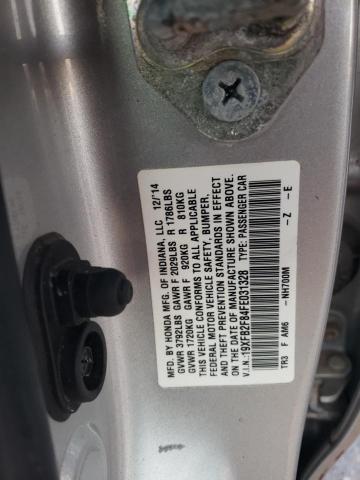 MFD. BY HONDA MFG. OF INDIANA, LLC 12/'14
GVWR 3792LBS GAWR F 2029LBS R 1786LBS
GVWR 1720KG GAWR F 920KG R 810KG
THIS VEHICLE CONFORMS TO ALL APPLICABLE
FEDERAL MOTOR VEHICLE SAFETY, BUMPER,
AND THEFT PREVENTION STANDARDS IN EFFECT
ON THE DATE OF MANUFACTURE SHOWN ABOVE.
V.I.N.:19XFB2F84FE031328 TYPE: PASSENGER CAR
TR3 F AM6 -NH700M -Z -E